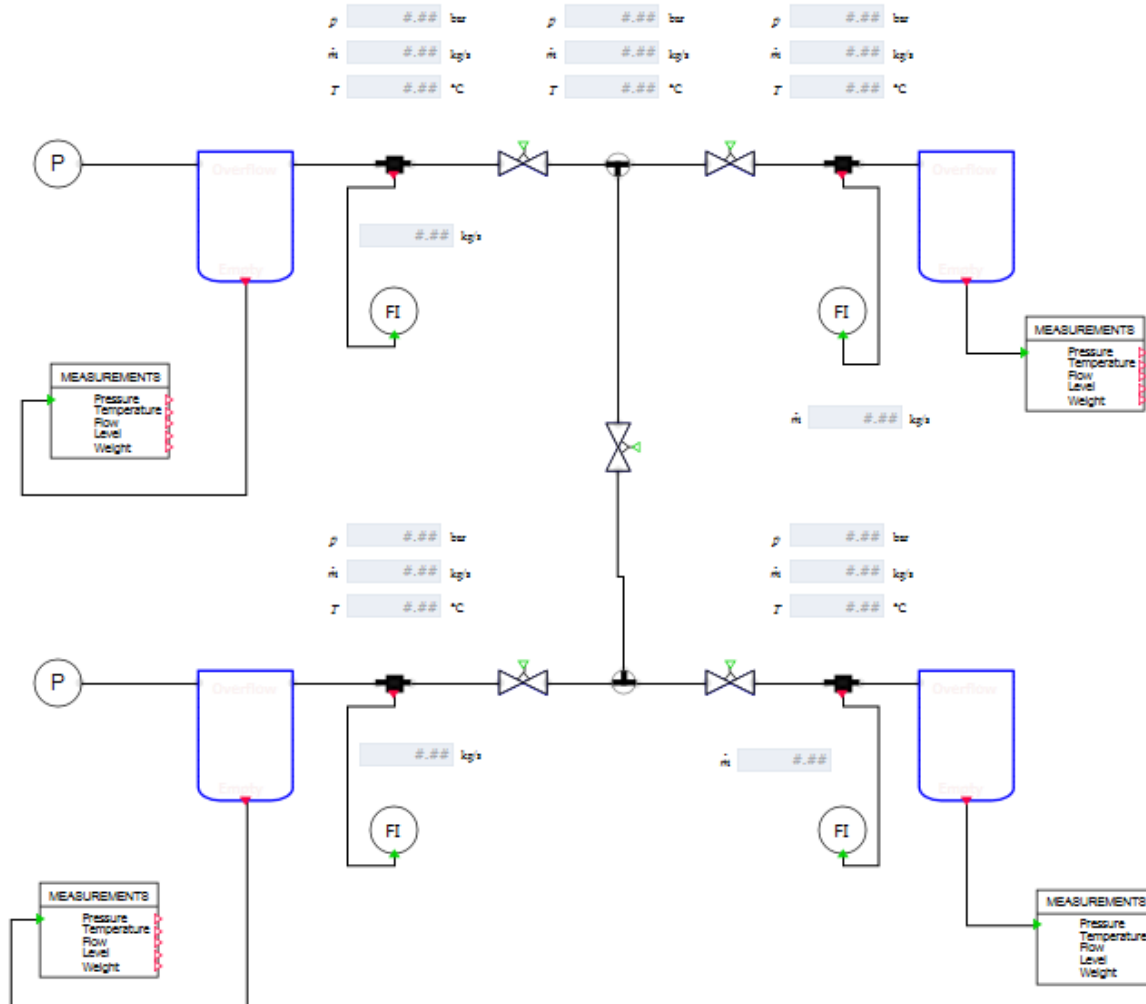 p #.## bar p #.## bar p #.## bar
ṁ #.## kg/s ṁ #.## kg/s ṁ #.## kg/s
T #.## °C T #.## °C T #.## °C
P
Overflow
Overflow
#.## kg/s
Empty
Empty
FI
FI
MEASUREMENTS
Pressure
Temperature
Flow
Level
Weight
MEASUREMENTS
Pressure
Temperature
Flow
Level
Weight
ṁ #.## kg/s
p #.## bar p #.## bar
ṁ #.## kg/s ṁ #.## kg/s
T #.## °C T #.## °C
P
Overflow
Overflow
#.## kg/s
ṁ #.##
Empty
Empty
FI
FI
MEASUREMENTS
Pressure
Temperature
Flow
Level
Weight
MEASUREMENTS
Pressure
Temperature
Flow
Level
Weight